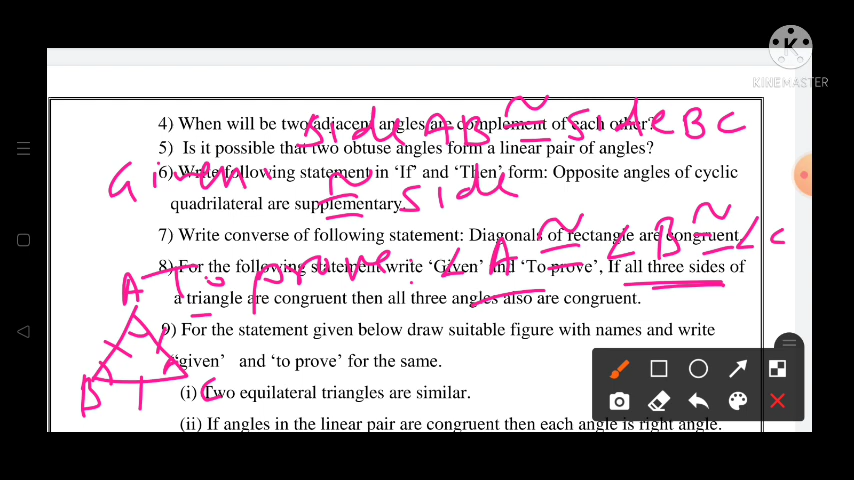 K
KINEMASTER
4) When will be two adjacent angles are complement of each other?
side AB ≅ side BC
5) Is it possible that two obtuse angles form a linear pair of angles?
Given:
6) Write following statement in 'If' and 'Then' form: Opposite angles of cyclic
≅ side
quadrilateral are supplementary.
7) Write converse of following statement: Diagonals of rectangle are congruent.
To prove: ∠A ≅ ∠B ≅ ∠C
8) For the following statement write 'Given' and 'To prove', If all three sides of
a triangle are congruent then all three angles also are congruent.
A
B
C
9) For the statement given below draw suitable figure with names and write
'given' and 'to prove' for the same.
(i) Two equilateral triangles are similar.
(ii) If angles in the linear pair are congruent then each angle is right angle.